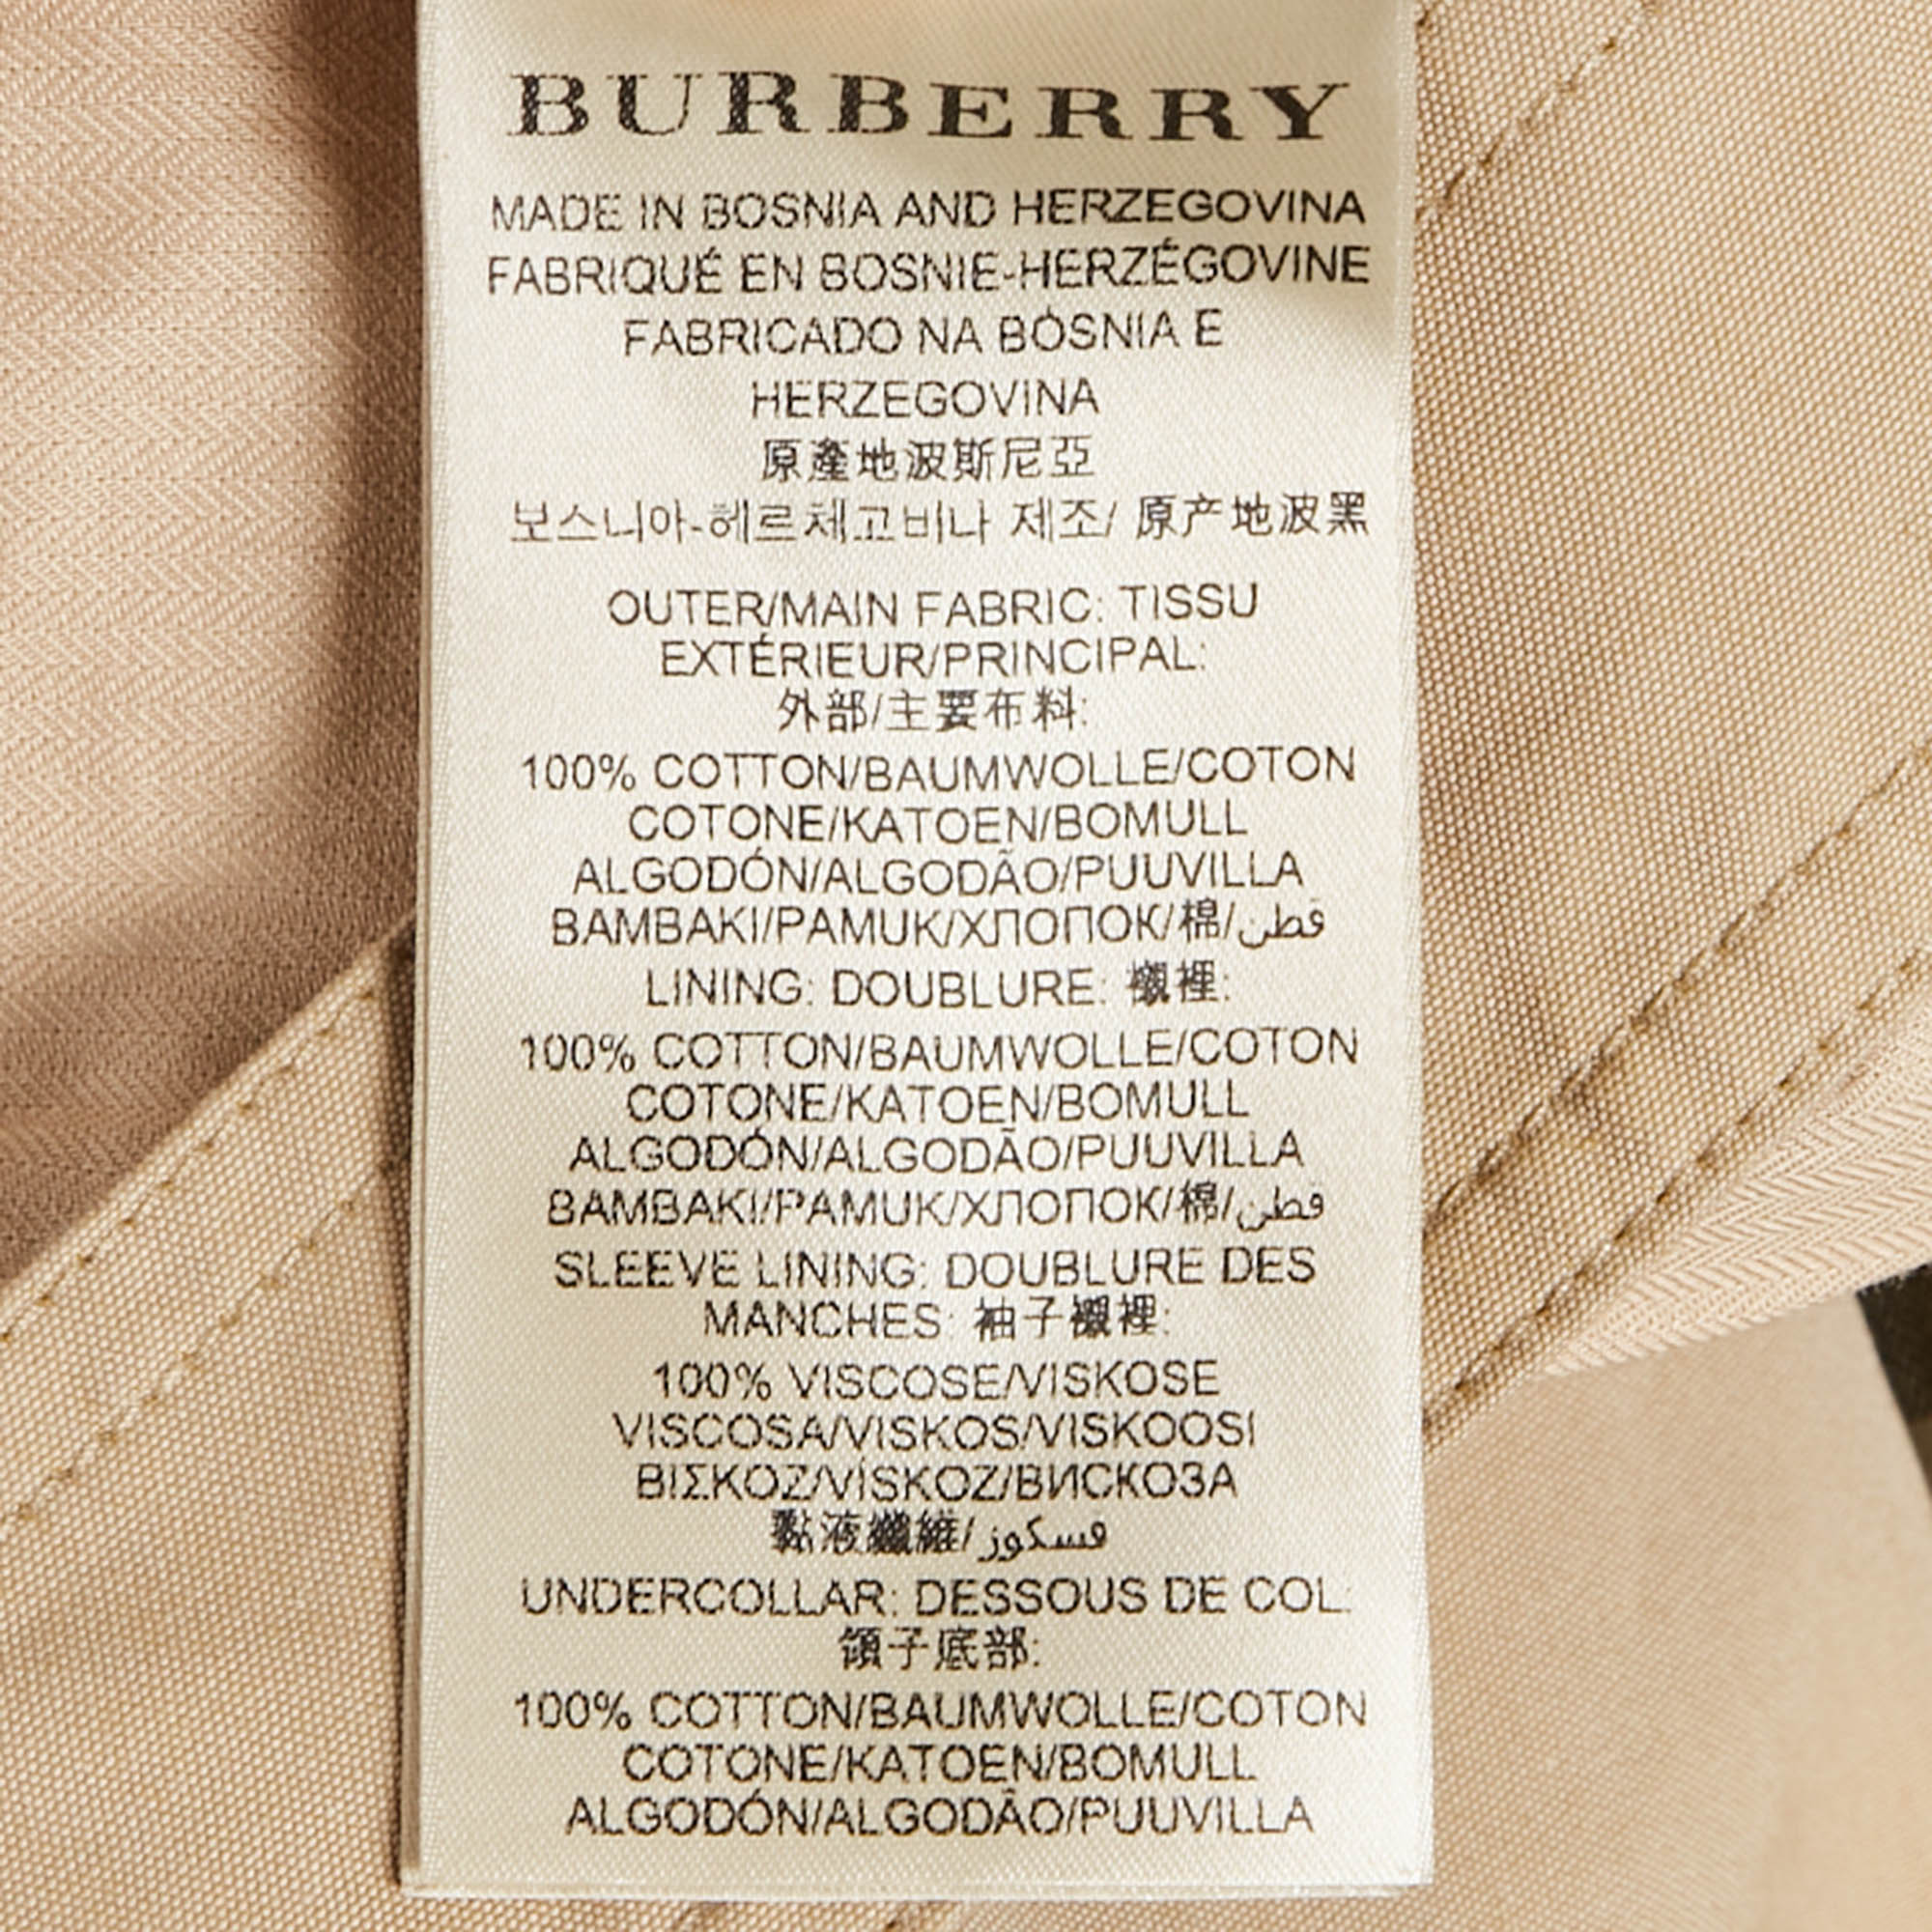 BURBERRY
MADE IN BOSNIA AND HERZEGOVINA
FABRIQUÉ EN BOSNIE-HERZÉGOVINE
FABRICADO NA BÓSNIA E
HERZEGOVINA
原產地波斯尼亞
보스니아-헤르체고비나 제조/ 原产地波黑
OUTER/MAIN FABRIC: TISSU
EXTÉRIEUR/PRINCIPAL:
外部/主要布料:
100% COTTON/BAUMWOLLE/COTON
COTONE/KATOEN/BOMULL
ALGODÓN/ALGODÃO/PUUVILLA
BAMBAKI/PAMUK/ХЛОПОК/棉/قطن
LINING: DOUBLURE: 襯裡:
100% COTTON/BAUMWOLLE/COTON
COTONE/KATOEN/BOMULL
ALGODÓN/ALGODÃO/PUUVILLA
BAMBAKI/PAMUK/ХЛОПОК/棉/قطن
SLEEVE LINING: DOUBLURE DES
MANCHES: 袖子襯裡:
100% VISCOSE/VISKOSE
VISCOSA/VISKOS/VISKOOSI
ΒΙΣΚΟΖ/VİSKOZ/ВИСКОЗА
黏液纖維/فسكوز
UNDERCOLLAR: DESSOUS DE COL:
領子底部:
100% COTTON/BAUMWOLLE/COTON
COTONE/KATOEN/BOMULL
ALGODÓN/ALGODÃO/PUUVILLA